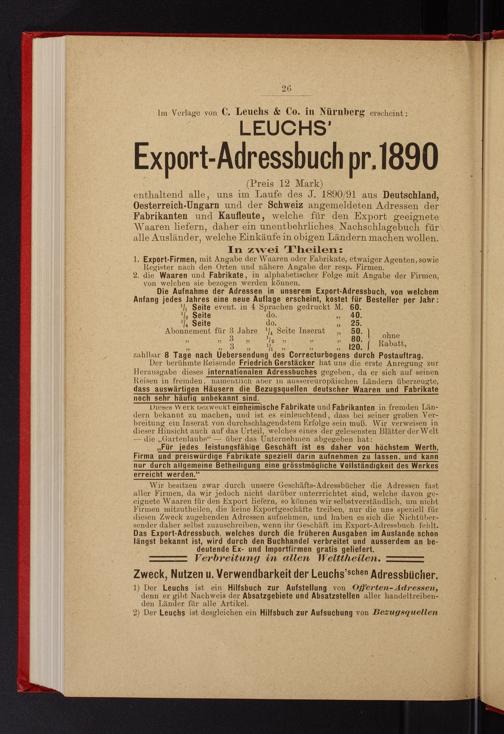 26
Im Verlage von C. Leuchs & Co. in Nürnberg erscheint:
LEUCHS'
Export-Adressbuch pr. 1890
(Preis 12 Mark)
enthaltend alle, uns im Laufe des J. 1890/91 aus Deutschland,
Oesterreich-Ungarn und der Schweiz angemeldeten Adressen der
Fabrikanten und Kaufleute, welche für den Export geeignete
Waaren liefern, daher ein unentbehrliches Nachschlagebuch für
alle Ausländer, welche Einkäufe in obigen Ländern machen wollen.
In zwei Theilen:
1. Export-Firmen, mit Angabe der Waaren oder Fabrikate, etwaiger Agenten, sowie
Register nach den Orten und nähere Angabe der resp. Firmen.
2. die Waaren und Fabrikate, in alphabetischer Folge mit Angabe der Firmen,
von welchen sie bezogen werden können.
Die Aufnahme der Adressen in unserem Export-Adressbuch, von welchem
Anfang jedes Jahres eine neue Auflage erscheint, kostet für Besteller per Jahr:
1/1 Seite event. in 4 Sprachen gedruckt M. 60.
1/2 Seite do. „ 40.
1/4 Seite do. „ 25.
Abonnement für 3 Jahre 1/4 Seite Inserat „ 50. } ohne
„ „ 3 „ 1/2 „ „ „ 80. } Rabatt,
„ „ 3 „ 1/1 „ „ „ 120.
zahlbar 8 Tage nach Uebersendung des Correcturbogens durch Postauftrag.
Der berühmte Reisende Friedrich Gerstäcker hat uns die erste Anregung zur
Herausgabe dieses internationalen Adressbuches gegeben, da er sich auf seinen
Reisen in fremden, namentlich aber in aussereuropäischen Ländern überzeugte,
dass auswärtigen Häusern die Bezugsquellen deutscher Waaren und Fabrikate
noch sehr häufig unbekannt sind.
Dieses Werk bezweckt einheimische Fabrikate und Fabrikanten in fremden Län-
dern bekannt zu machen, und ist es einleuchtend, dass bei seiner großen Ver-
breitung ein Inserat von durchschlagendstem Erfolge sein muß. Wir verweisen in
dieser Hinsicht auch auf das Urteil, welches eines der gelesensten Blätter der Welt
— die „Gartenlaube“ — über das Unternehmen abgegeben hat:
„Für jedes leistungsfähige Geschäft ist es daher von höchstem Werth,
Firma und preiswürdige Fabrikate speziell darin aufnehmen zu lassen, und kann
nur durch allgemeine Betheiligung eine grösstmögliche Vollständigkeit des Werkes
erreicht werden.“
Wir besitzen zwar durch unsere Geschäfts-Adressbücher die Adressen fast
aller Firmen, da wir jedoch nicht darüber unterrichtet sind, welche davon ge-
eignete Waaren für den Export liefern, so können wir selbstverständlich, um nicht
Firmen mitzutheilen, die keine Exportgeschäfte treiben, nur die uns speziell für
diesen Zweck zugehenden Adressen aufnehmen, und haben es sich die Nichtüber-
sender daher selbst zuzuschreiben, wenn ihr Geschäft im Export-Adressbuch fehlt.
Das Export-Adressbuch, welches durch die früheren Ausgaben im Auslande schon
längst bekannt ist, wird durch den Buchhandel verbreitet und ausserdem an be-
deutende Ex- und Importfirmen gratis geliefert.
Verbreitung in allen Welttheilen.
Zweck, Nutzen u. Verwendbarkeit der Leuchs'schen Adressbücher.
1) Der Leuchs ist ein Hilfsbuch zur Aufstellung von Offerten-Adressen,
denn er gibt Nachweis der Absatzgebiete und Absatzstellen aller handeltreiben-
den Länder für alle Artikel.
2) Der Leuchs ist desgleichen ein Hilfsbuch zur Aufsuchung von Bezugsquellen